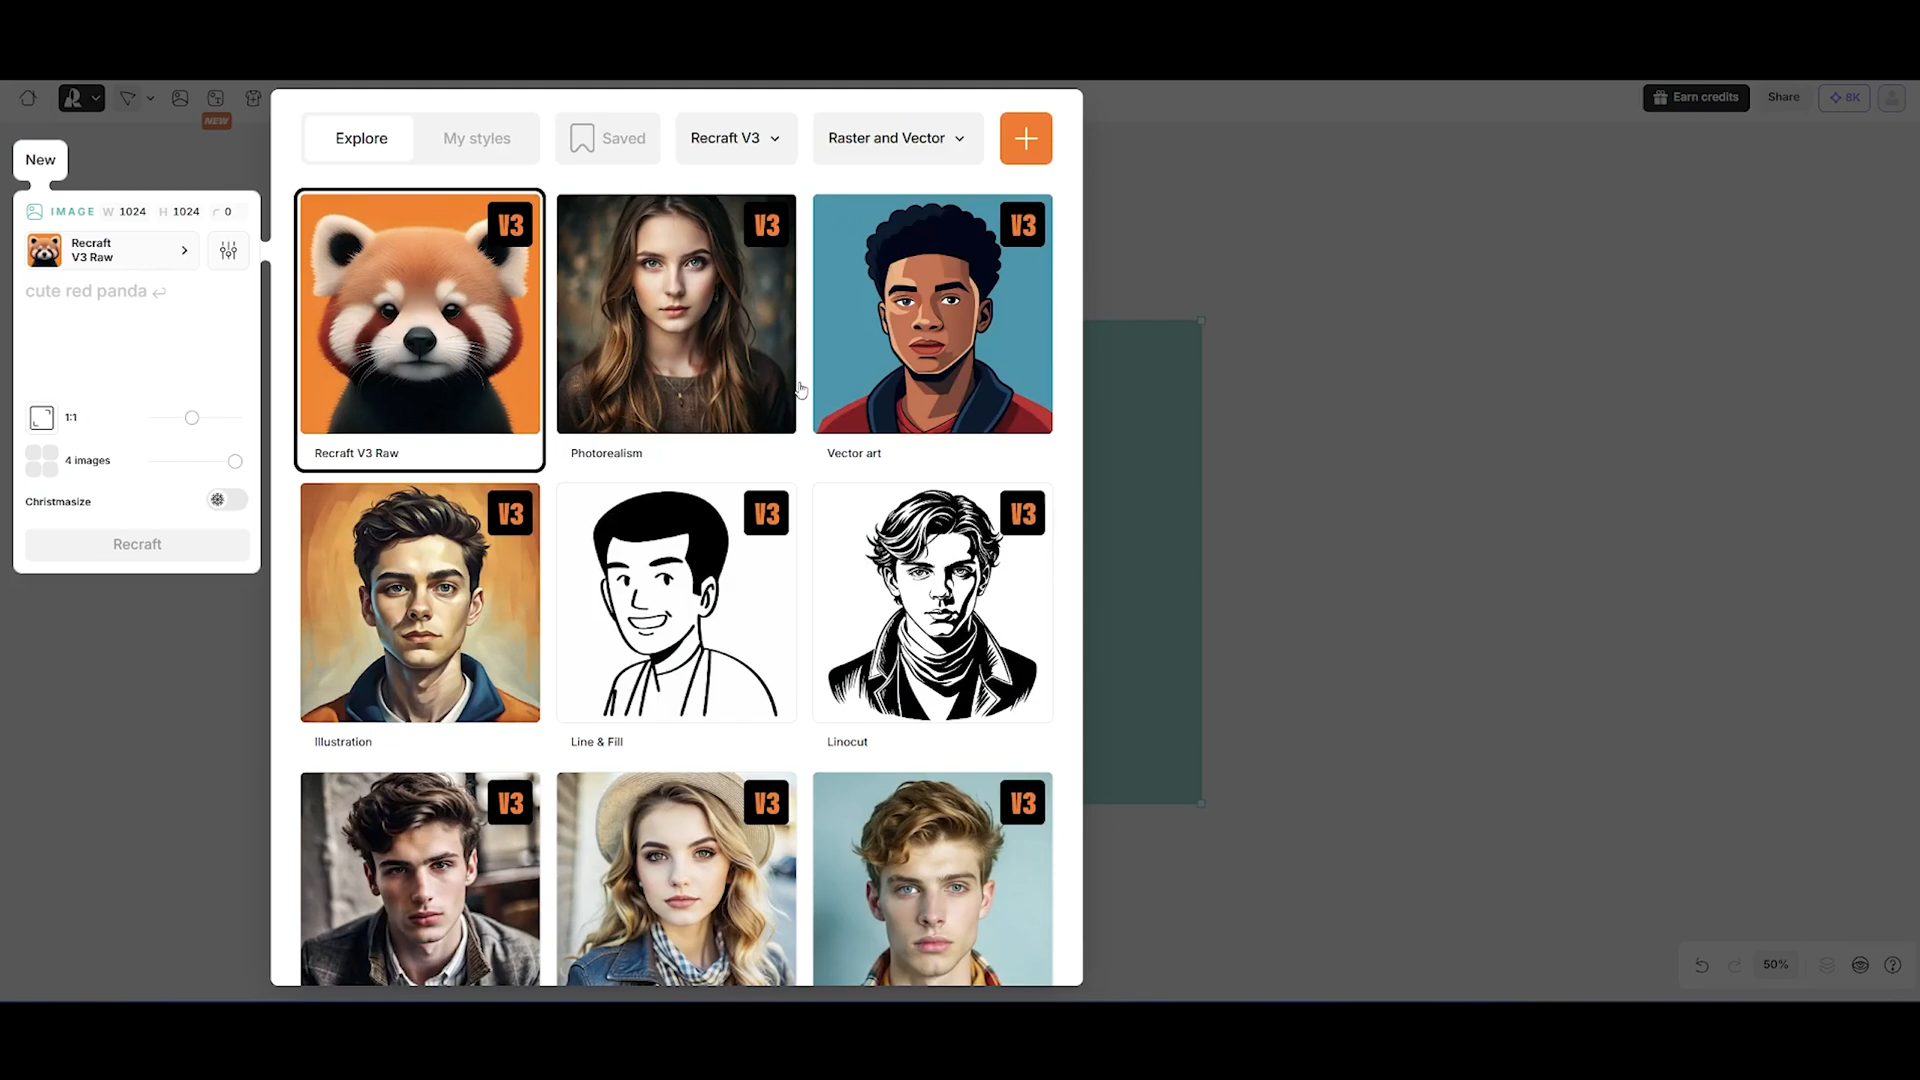 Earn credits
Share
8K
NEW
New
IMAGE W 1024 H 1024 0
Recraft
V3 Raw
cute red panda
1:1
4 images
Christmasize
Recraft
Explore
My styles
Saved
Recraft V3
Raster and Vector
V3
V3
V3
Recraft V3 Raw
Photorealism
Vector art
V3
V3
V3
Illustration
Line & Fill
Linocut
V3
V3
V3
50%